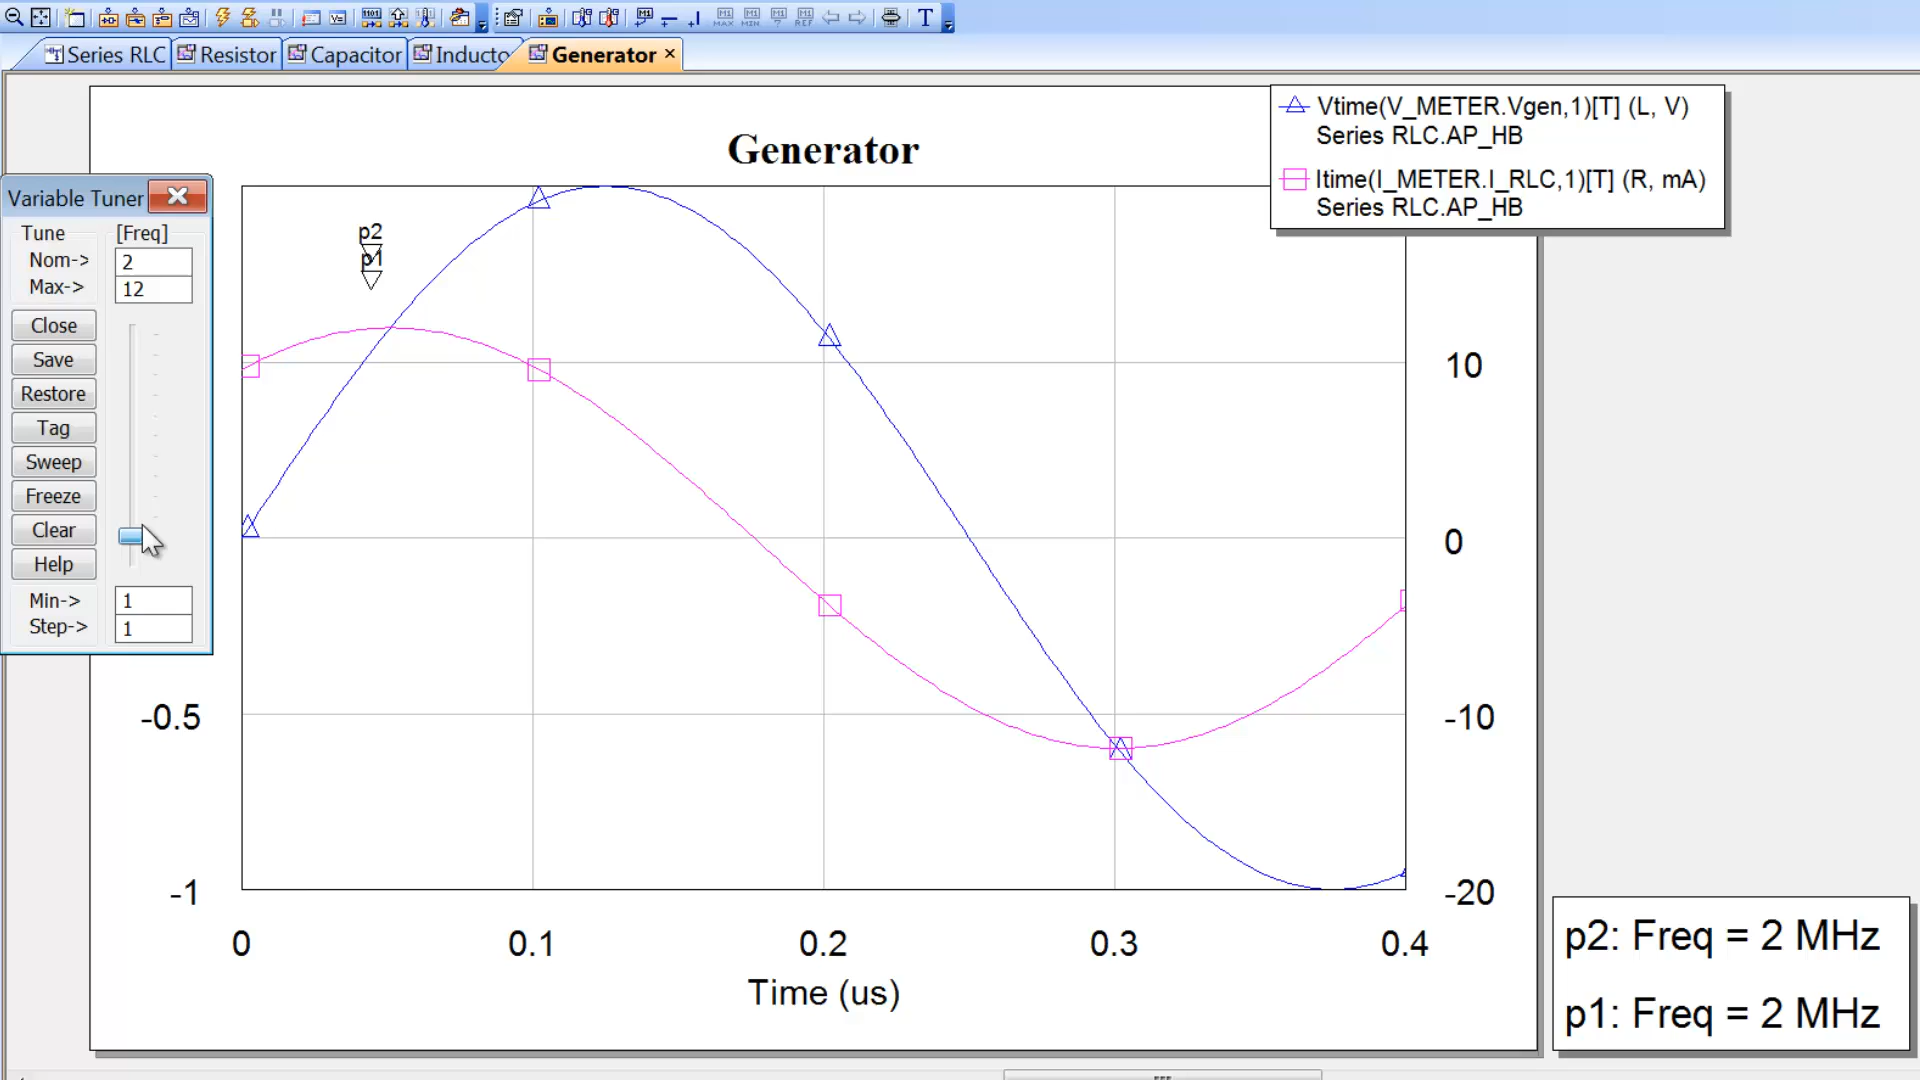 Series RLC Resistor Capacitor Inducto Generator ×
Vtime(V_METER.Vgen,1)[T] (L, V)
Series RLC.AP_HB
Itime(I_METER.I_RLC,1)[T] (R, mA)
Series RLC.AP_HB
Generator
Variable Tuner
Tune [Freq]
Nom-> 2
Max-> 12
Close
Save
Restore
Tag
Sweep
Freeze
Clear
Help
Min-> 1
Step-> 1
p2
p1
10
0
-0.5 -10
-1 -20
0 0.1 0.2 0.3 0.4
Time (us)
p2: Freq = 2 MHz
p1: Freq = 2 MHz